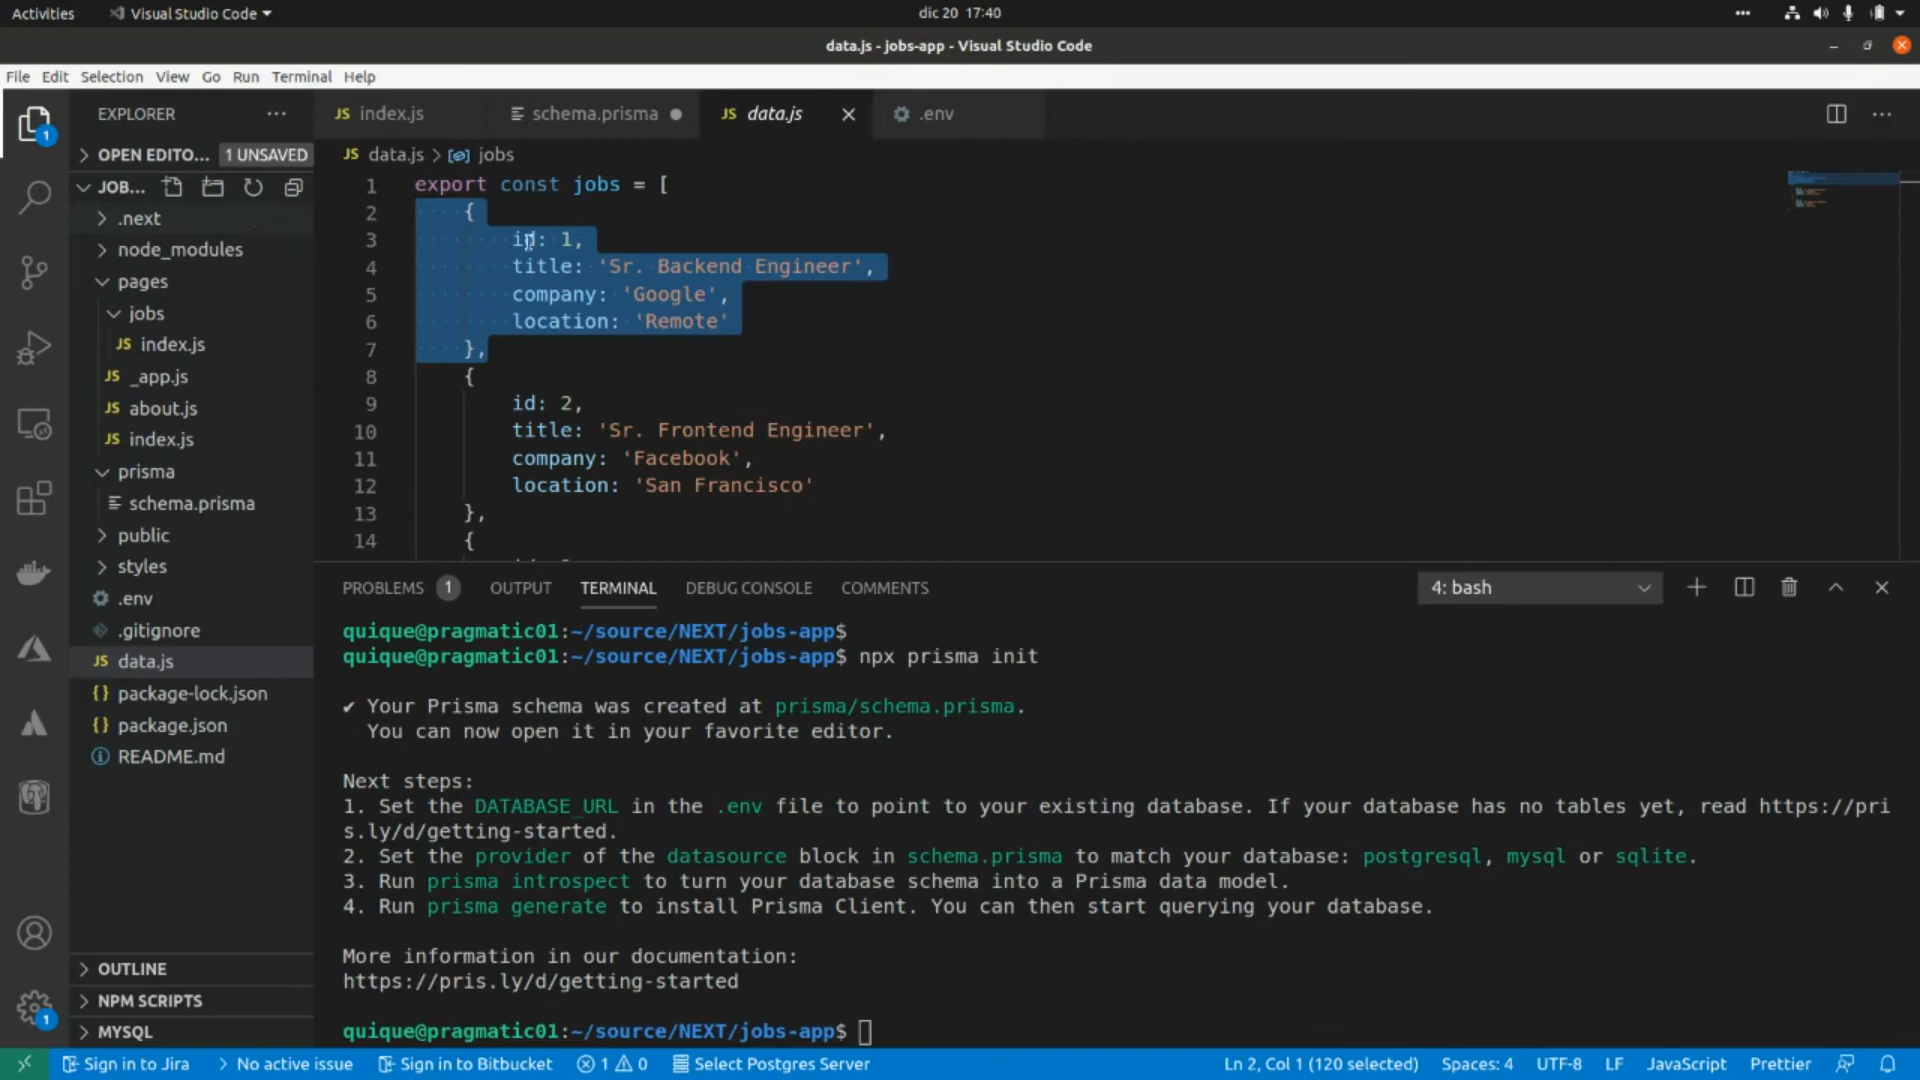 Activities
Visual Studio Code
dic 20 17:40
data.js - jobs-app - Visual Studio Code
File Edit Selection View Go Run Terminal Help
1
EXPLORER
OPEN EDITO... 1 UNSAVED
JOB...
.next
node_modules
pages
jobs
JS index.js
JS _app.js
JS about.js
JS index.js
prisma
schema.prisma
public
styles
.env
.gitignore
JS data.js
{} package-lock.json
{} package.json
README.md
OUTLINE
NPM SCRIPTS
MYSQL
1
JS index.js
schema.prisma
JS data.js
.env
JS data.js > jobs
1 export const jobs = [
2 {
3 id: 1,
4 title: 'Sr. Backend Engineer',
5 company: 'Google',
6 location: 'Remote'
7 },
8 {
9 id: 2,
10 title: 'Sr. Frontend Engineer',
11 company: 'Facebook',
12 location: 'San Francisco'
13 },
14 {
PROBLEMS 1 OUTPUT TERMINAL DEBUG CONSOLE COMMENTS
4: bash
quique@pragmatic01:~/source/NEXT/jobs-app$
quique@pragmatic01:~/source/NEXT/jobs-app$ npx prisma init
✔ Your Prisma schema was created at prisma/schema.prisma.
You can now open it in your favorite editor.
Next steps:
1. Set the DATABASE_URL in the .env file to point to your existing database. If your database has no tables yet, read https://pri
s.ly/d/getting-started.
2. Set the provider of the datasource block in schema.prisma to match your database: postgresql, mysql or sqlite.
3. Run prisma introspect to turn your database schema into a Prisma data model.
4. Run prisma generate to install Prisma Client. You can then start querying your database.
More information in our documentation:
https://pris.ly/d/getting-started
quique@pragmatic01:~/source/NEXT/jobs-app$
Sign in to Jira
No active issue
Sign in to Bitbucket
1 0
Select Postgres Server
Ln 2, Col 1 (120 selected)
Spaces: 4
UTF-8
LF
JavaScript
Prettier